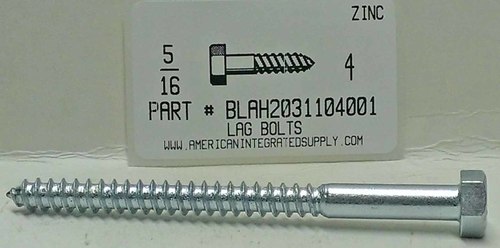 ZINC
5/16 4
PART # BLAH2031104001
LAG BOLTS
WWW.AMERICANINTEGRATEDSUPPLY.COM